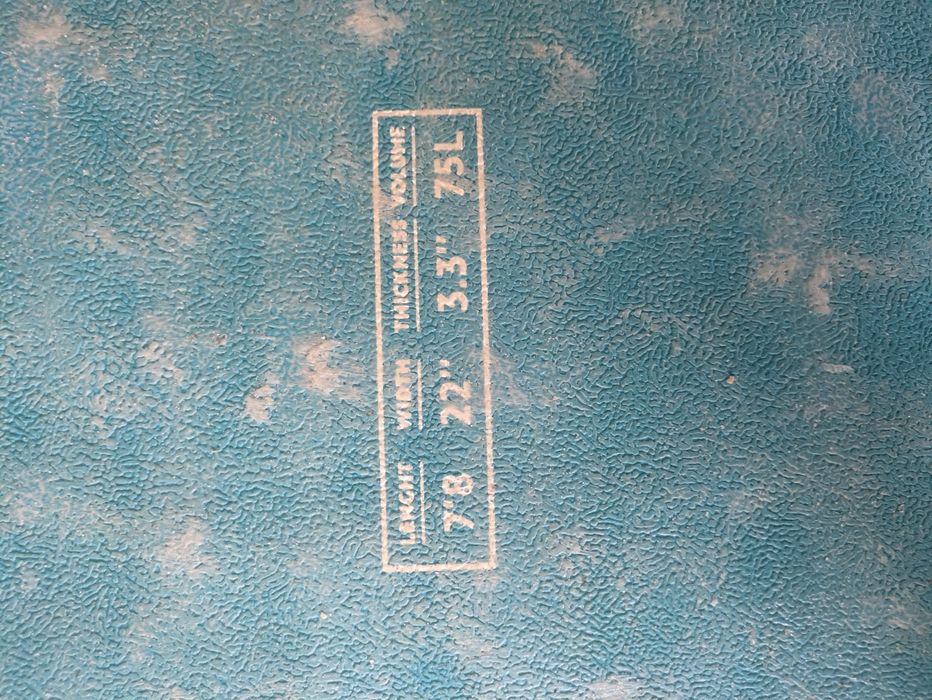 LENGHT WIDTH THICKNESS VOLUME
7'8 22" 3.3" 75L